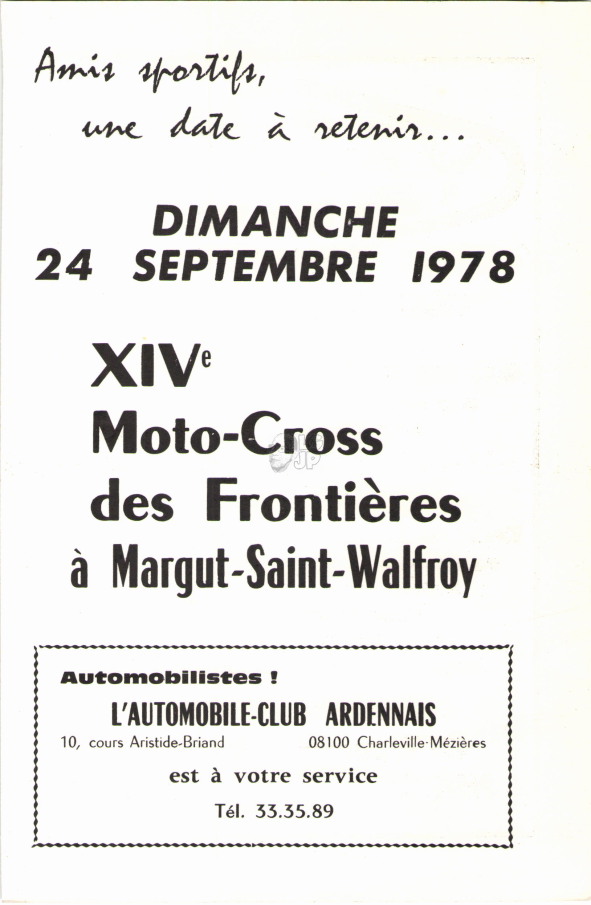 Amis sportifs,
une date à retenir...
DIMANCHE
24 SEPTEMBRE 1978
XIVe
Moto-Cross
des Frontières
à Margut-Saint-Walfroy
Automobilistes !
L'AUTOMOBILE-CLUB ARDENNAIS
10, cours Aristide-Briand 08100 Charleville-Mézières
est à votre service
Tél. 33.35.89